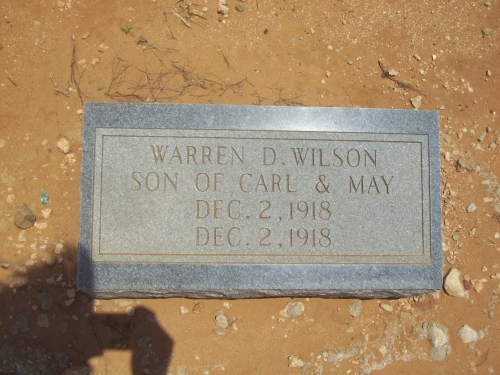 WARREN D. WILSON
SON OF CARL & MAY
DEC. 2, 1918
DEC. 2, 1918